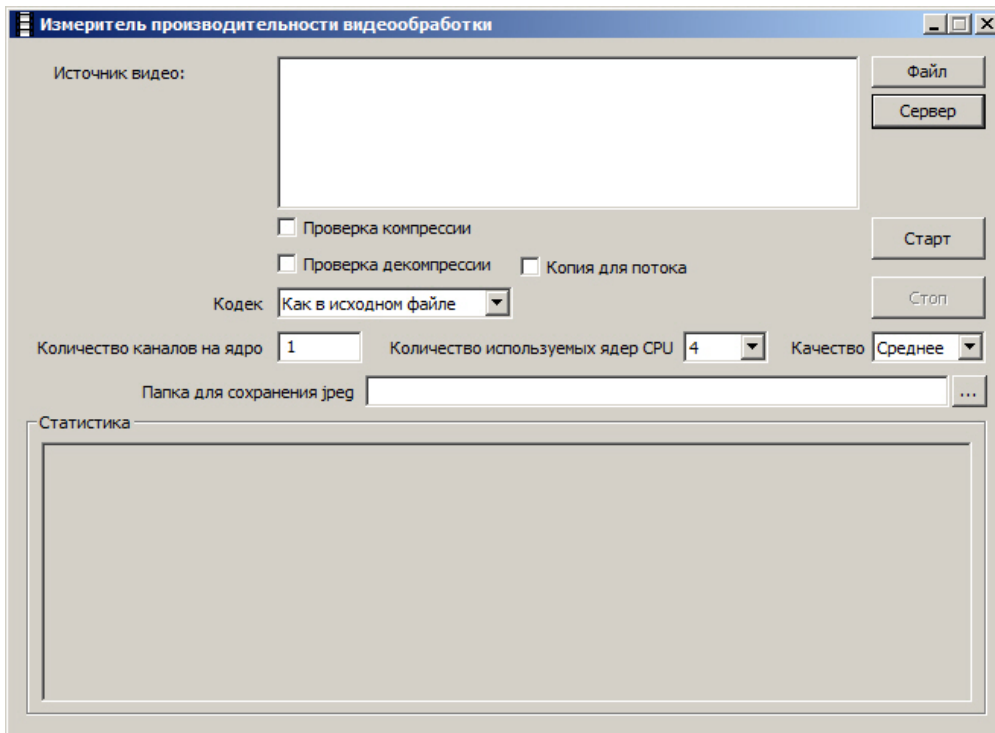 Измеритель производительности видеообработки
Источник видео:
Файл
Сервер
Проверка компрессии
Старт
Проверка декомпрессии
Копия для потока
Кодек
Как в исходном файле
Стоп
Количество каналов на ядро
1
Количество используемых ядер CPU
4
Качество
Среднее
Папка для сохранения jpeg
...
Статистика